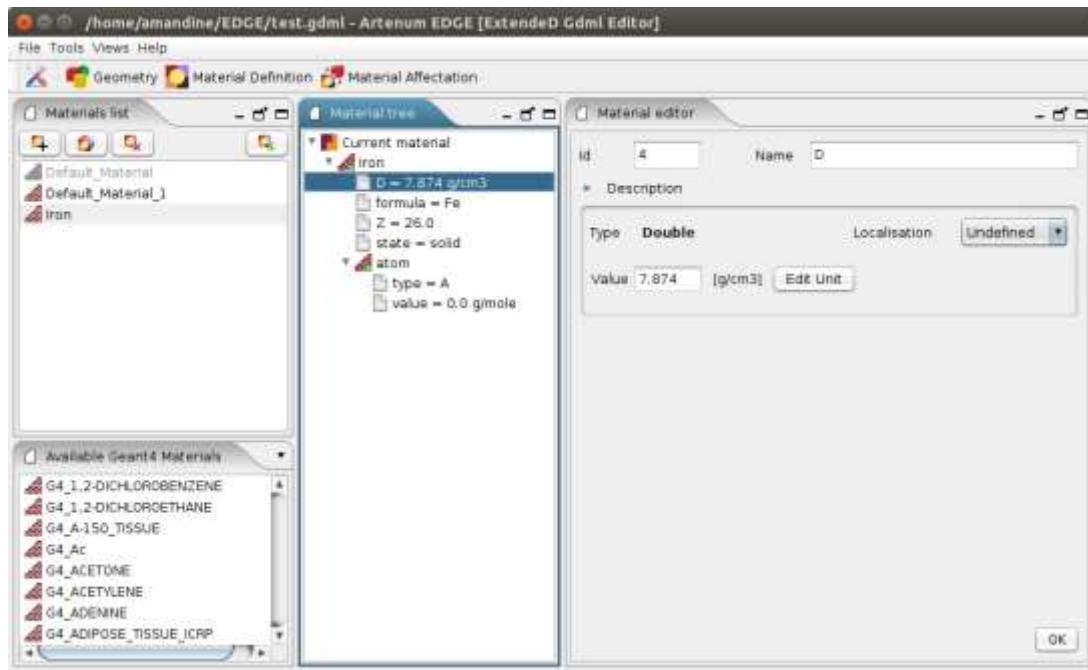 /home/amandine/EDGE/test.gdml - Artenum EDGE [ExtendeD Gdml Editor]
File Tools Views Help
Geometry Material Definition Material Affectation
Materials list
Default_Material
Default_Material_1
Iron
Available Geant4 Materials
G4_1,2-DICHLOROBENZENE
G4_1,2-DICHLOROETHANE
G4_A-150_TISSUE
G4_Ac
G4_ACETONE
G4_ACETYLENE
G4_ADENINE
G4_ADIPOSE_TISSUE_ICRP
Material tree
Current material
Iron
D = 7.874 g/cm3
formula = Fe
Z = 26.0
state = solid
atom
type = A
value = 0.0 g/mole
Material editor
Id 4 Name D
Description
Type Double Localisation Undefined
Value 7.874 [g/cm3] Edit Unit
OK